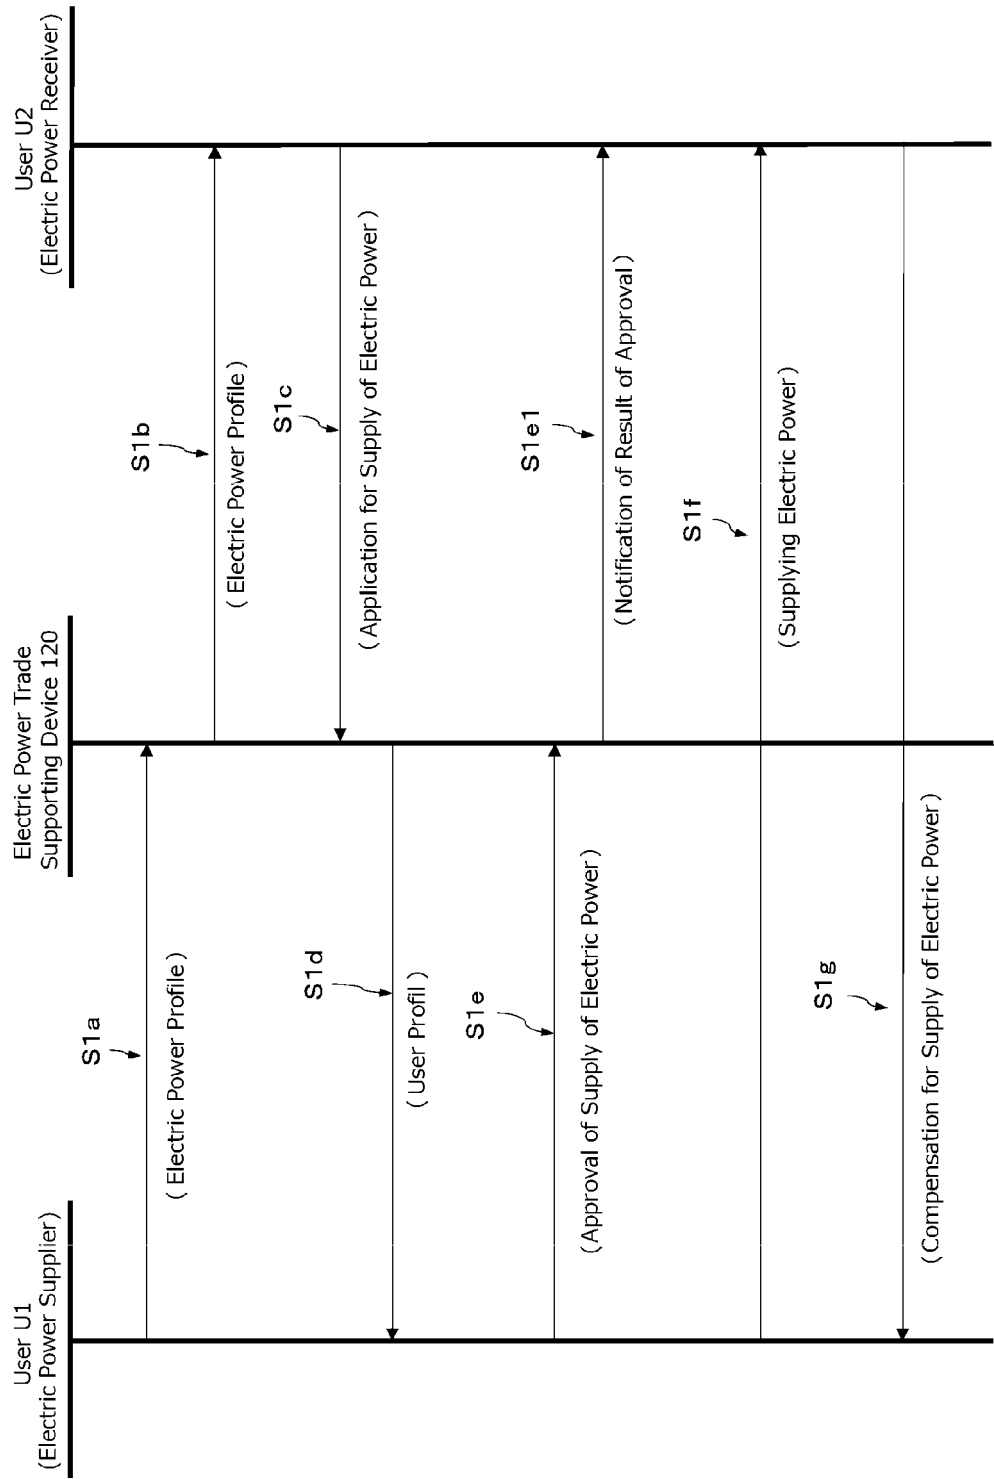 User U1
(Electric Power Supplier)
Electric Power Trade
Supporting Device 120
User U2
(Electric Power Receiver)
S1a
(Electric Power Profile)
S1b
(Electric Power Profile)
S1c
(Application for Supply of Electric Power)
S1d
(User Profil)
S1e
(Approval of Supply of Electric Power)
S1e1
(Notification of Result of Approval)
S1f
(Supplying Electric Power)
S1g
(Compensation for Supply of Electric Power)